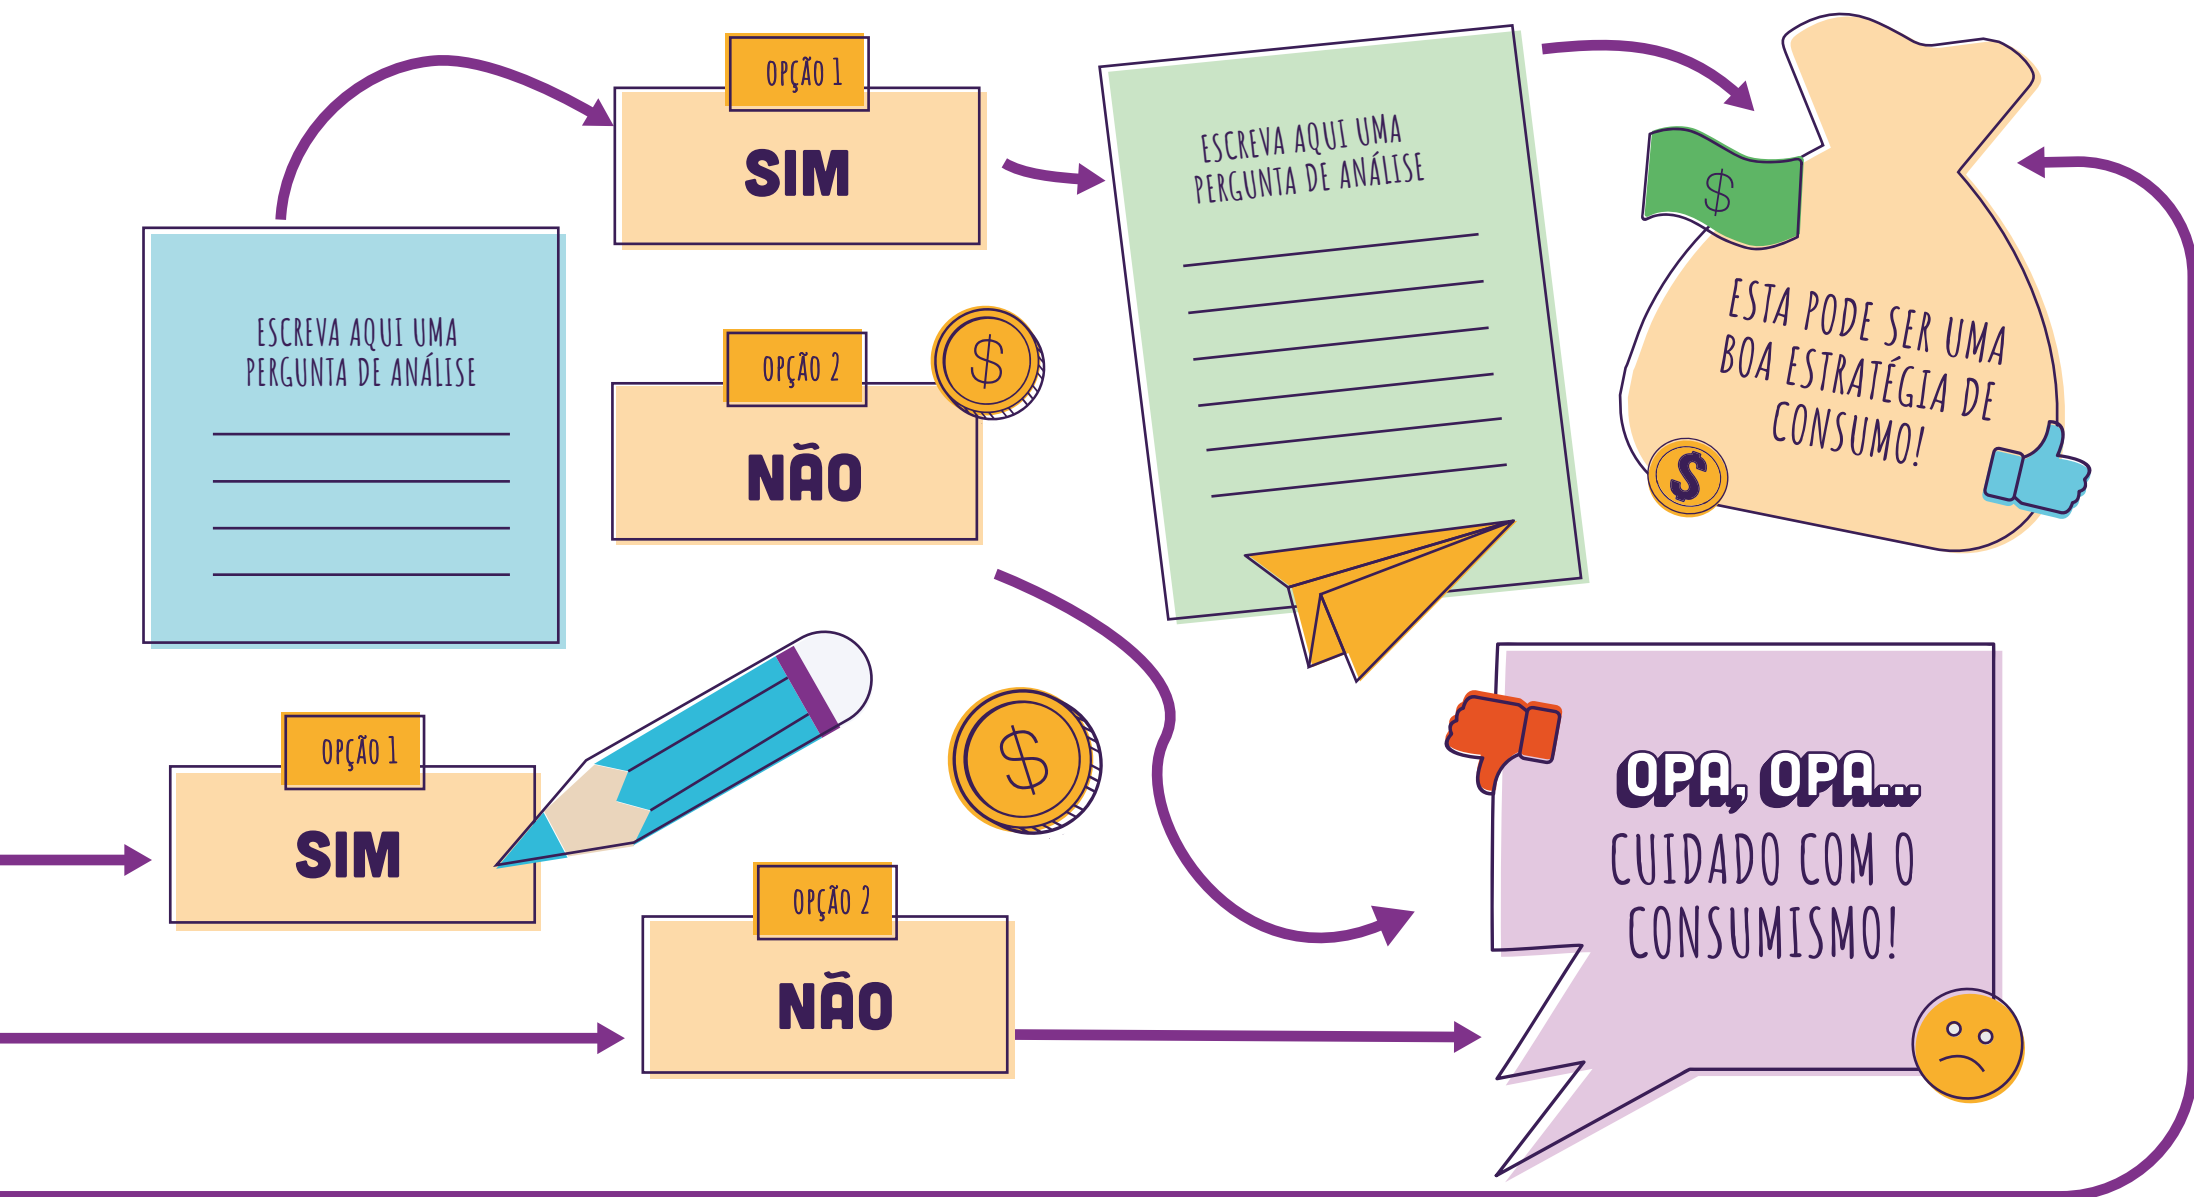 OPÇÃO 1
SIM
ESCREVA AQUI UMA
PERGUNTA DE ANÁLISE
ESCREVA AQUI UMA
PERGUNTA DE ANÁLISE
OPÇÃO 2
NÃO
$
$
ESTA PODE SER UMA
BOA ESTRATÉGIA DE
CONSUMO!
$
OPÇÃO 1
SIM
$
OPÇÃO 2
NÃO
OPA, OPA...
CUIDADO COM O
CONSUMISMO!